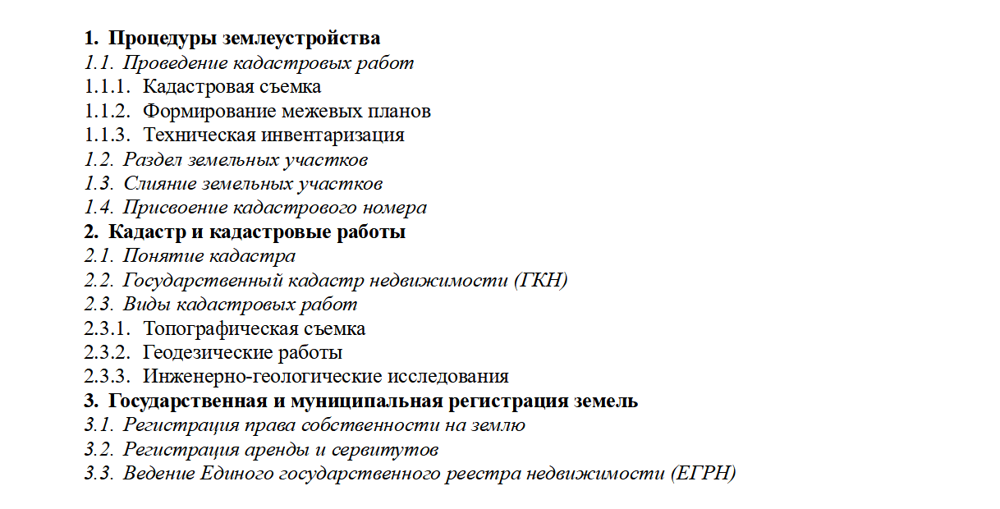 1. Процедуры землеустройства
1.1. Проведение кадастровых работ
1.1.1. Кадастровая съемка
1.1.2. Формирование межевых планов
1.1.3. Техническая инвентаризация
1.2. Раздел земельных участков
1.3. Слияние земельных участков
1.4. Присвоение кадастрового номера
2. Кадастр и кадастровые работы
2.1. Понятие кадастра
2.2. Государственный кадастр недвижимости (ГКН)
2.3. Виды кадастровых работ
2.3.1. Топографическая съемка
2.3.2. Геодезические работы
2.3.3. Инженерно-геологические исследования
3. Государственная и муниципальная регистрация земель
3.1. Регистрация права собственности на землю
3.2. Регистрация аренды и сервитутов
3.3. Ведение Единого государственного реестра недвижимости (ЕГРН)